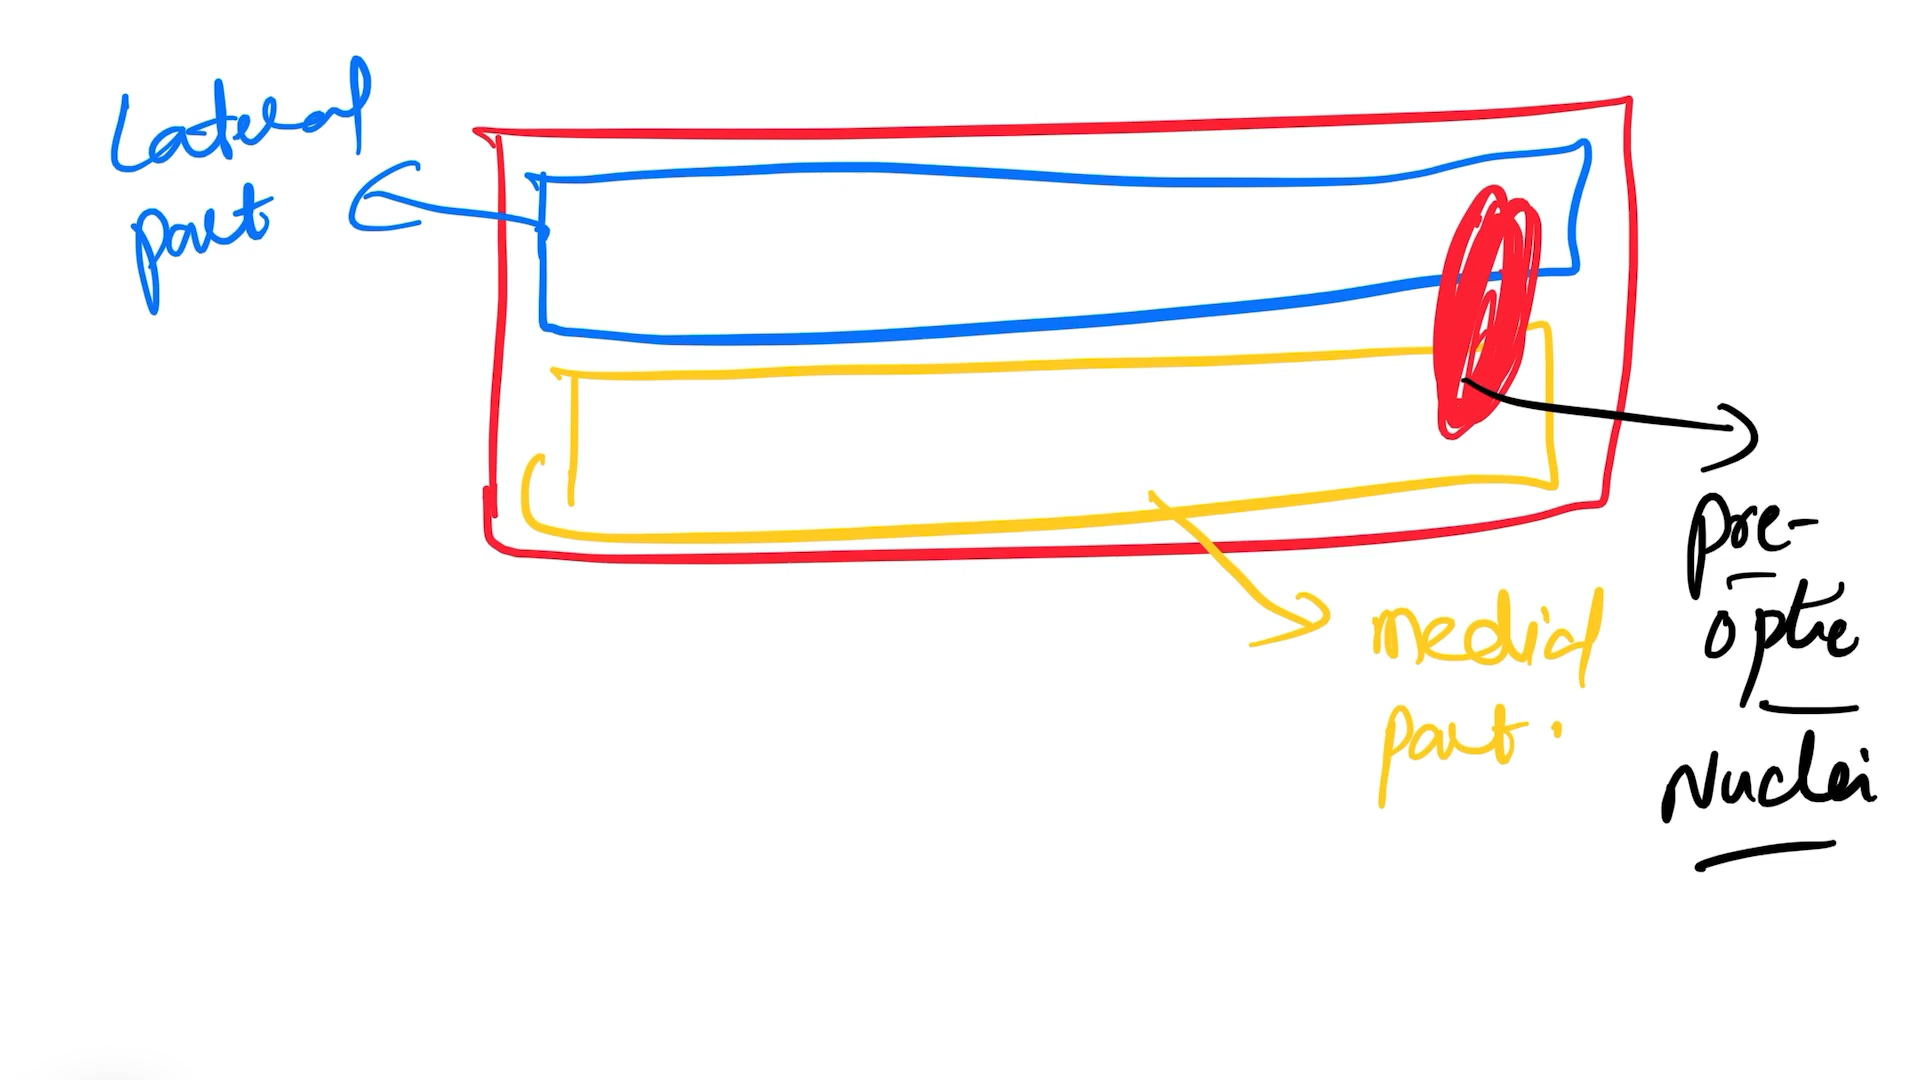 Lateral
part
pre-
optic
Nuclei
medial
part.